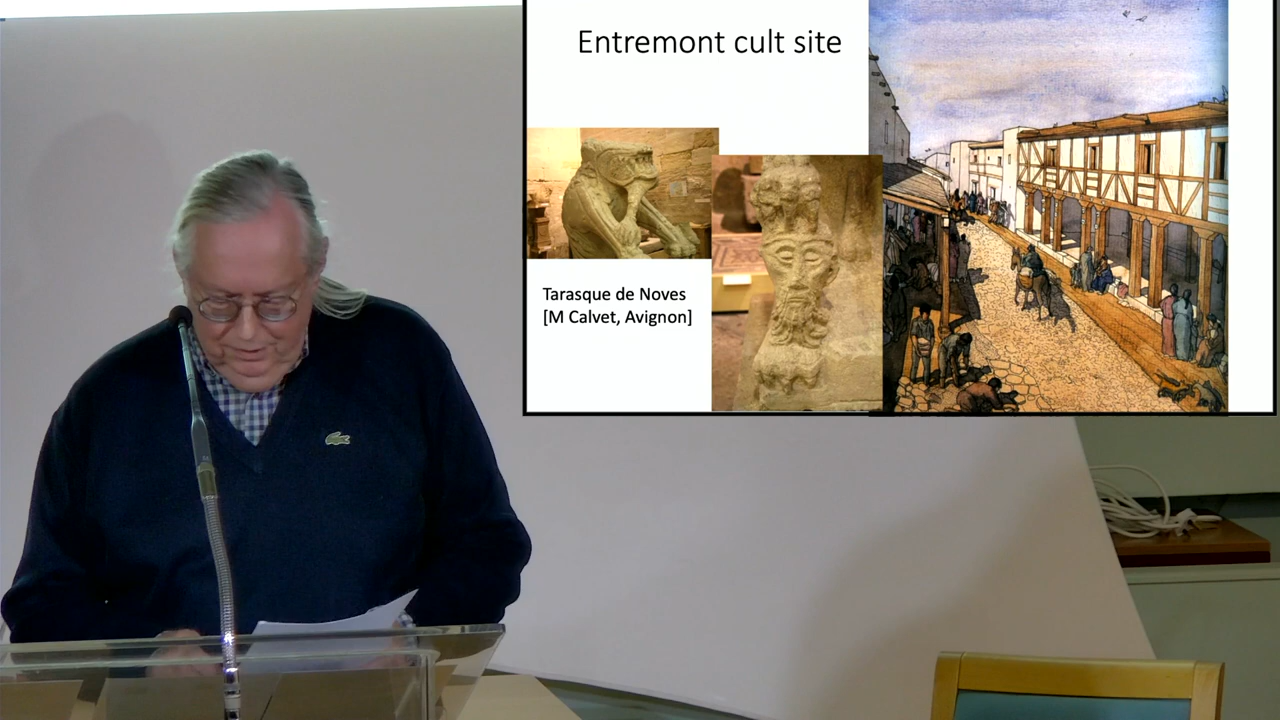 Entremont cult site
Tarasque de Noves
[M Calvet, Avignon]